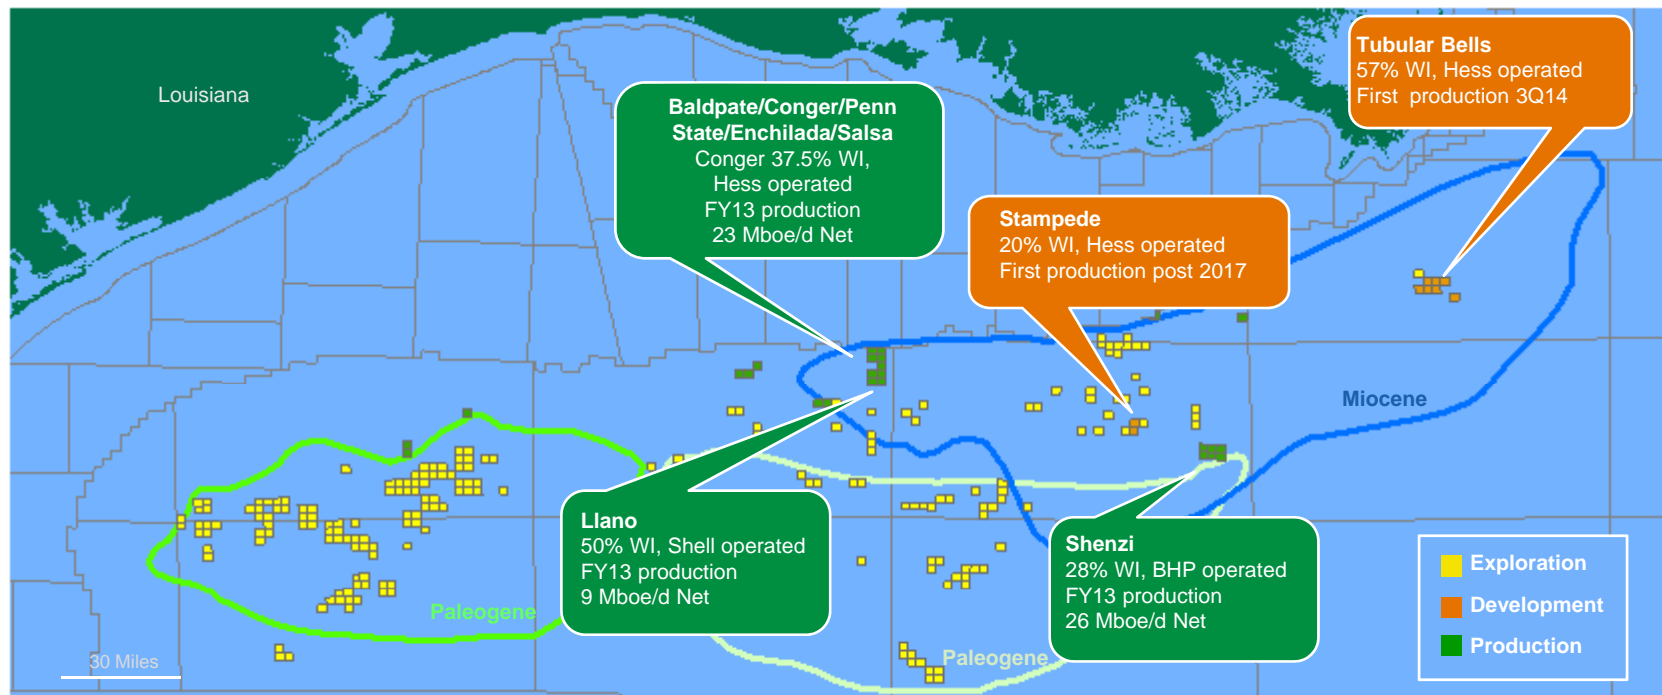 Louisiana
Tubular Bells
57% WI, Hess operated
First production 3Q14
Baldpate/Conger/Penn
State/Enchilada/Salsa
Conger 37.5% WI,
Hess operated
FY13 production
23 Mboe/d Net
Stampede
20% WI, Hess operated
First production post 2017
Miocene
Llano
50% WI, Shell operated
FY13 production
9 Mboe/d Net
Shenzi
28% WI, BHP operated
FY13 production
26 Mboe/d Net
Paleogene
Paleogene
30 Miles
Exploration
Development
Production